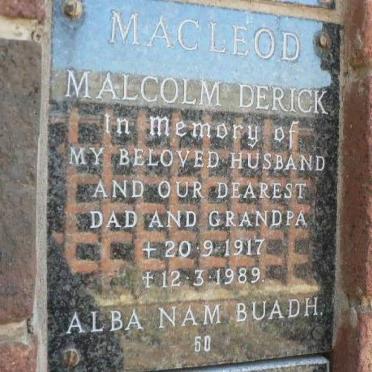 MACLEOD
MALCOLM DERICK
In Memory of
MY BELOVED HUSBAND
AND OUR DEAREST
DAD AND GRANDPA
+ 20·9·1917
† 12·3·1989.
ALBA NAM BUADH.
50